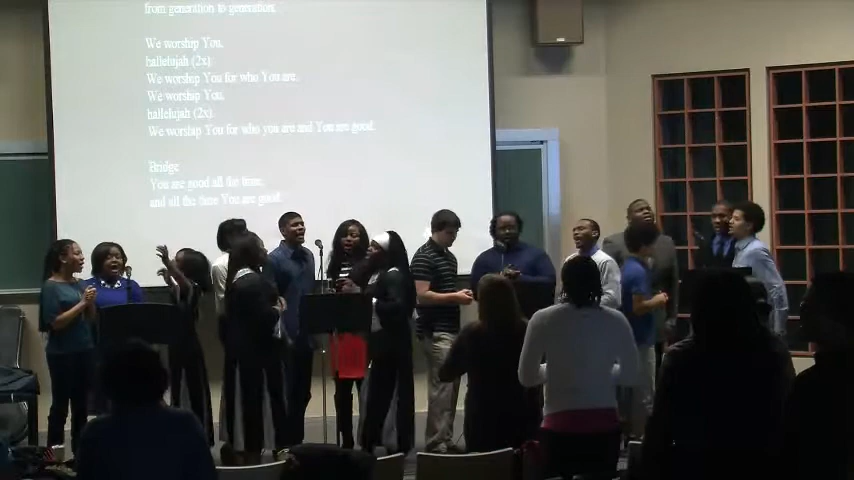 from generation to generation.
We worship You,
hallelujah (2x)
We worship You for who You are.
We worship You,
hallelujah (2x)
We worship You for who you are and You are good.
Bridge
You are good all the time,
and all the time You are good.